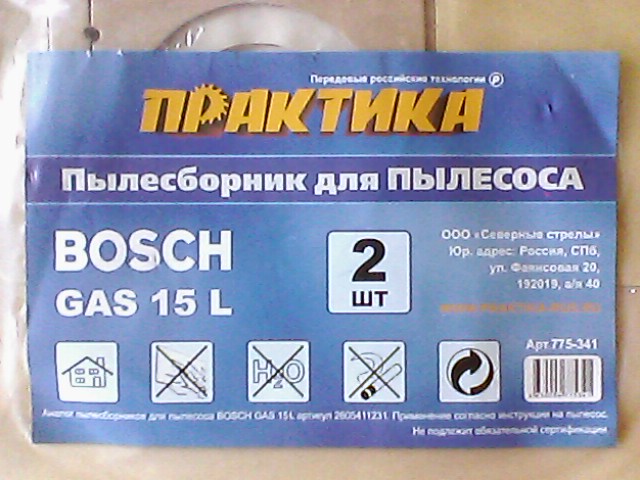 Передовые российские технологии ®
ПРАКТИКА
Пылесборник для ПЫЛЕСОСА
BOSCH
GAS 15 L
2
шт
ООО «Северные стрелы»
Юр. адрес: Россия, СПб,
ул. Фаянсовая 20,
192019, а/я 40
H2O
Арт 775-341
Аналог пылесборников для пылесоса BOSCH GAS 15L артикул 2605411231. Применение согласно инструкции на пылесос.
Не подлежит обязательной сертификации